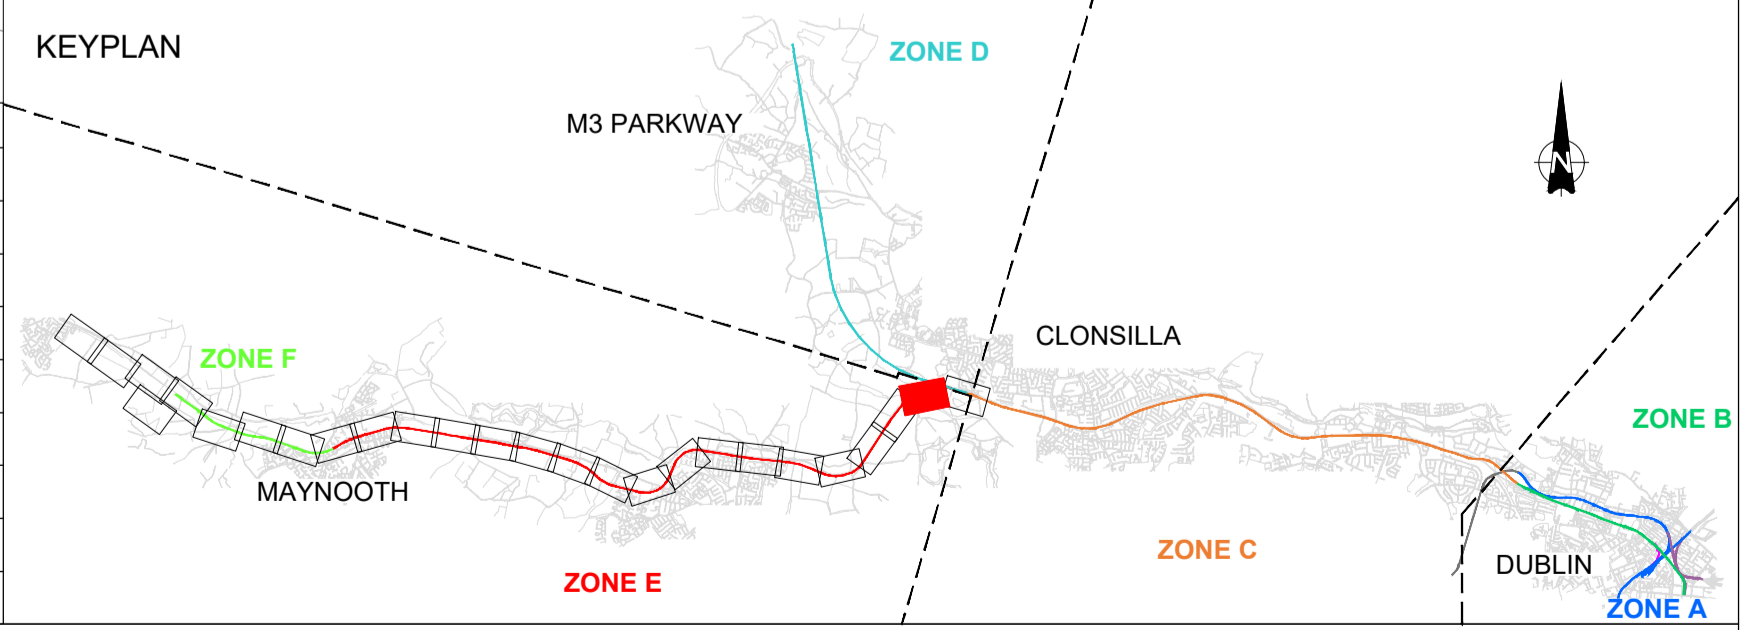 KEYPLAN
ZONE D
M3 PARKWAY
N
CLONSILLA
ZONE F
ZONE B
MAYNOOTH
ZONE C
DUBLIN
ZONE E
ZONE A